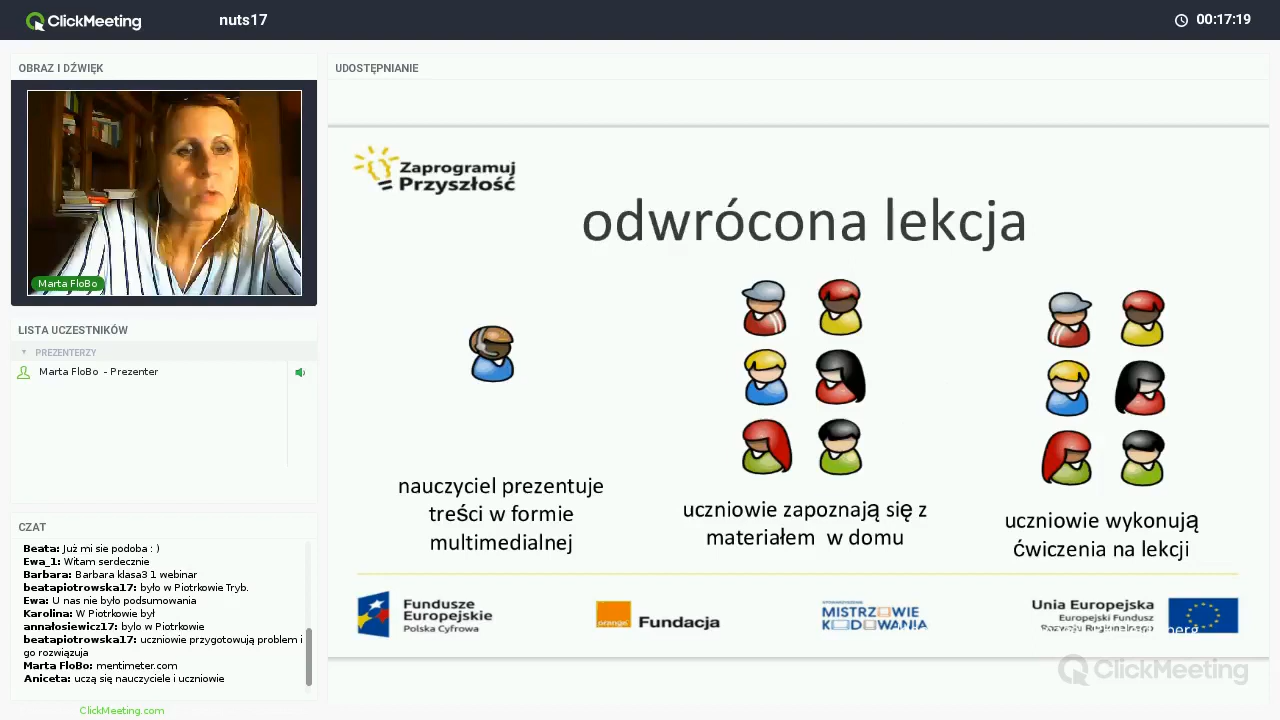 ClickMeeting
nuts17
00:17:19
OBRAZ I DŹWIĘK
Marta FloBo
LISTA UCZESTNIKÓW
PREZENTERZY
Marta FloBo - Prezenter
CZAT
Beata: Już mi sie podoba : )
Ewa_1: Witam serdecznie
Barbara: Barbara klasa3 1 webinar
beatapiotrowska17: było w Piotrkowie Tryb.
Ewa: U nas nie było podsumowania
Karolina: W Piotrkowie był
annałosiewicz17: bylo w Piotrkowie
beatapiotrowska17: uczniowie przygotowują problem i
go rozwiązuja
Marta FloBo: mentimeter.com
Aniceta: uczą się nauczyciele i uczniowie
ClickMeeting.com
UDOSTĘPNIANIE
Zaprogramuj
Przyszłość
odwrócona lekcja
nauczyciel prezentuje
treści w formie
multimedialnej
uczniowie zapoznają się z
materiałem w domu
uczniowie wykonują
ćwiczenia na lekcji
Fundusze
Europejskie
Polska Cyfrowa
orange
Fundacja
MISTRZOWIE
KODOWANIA
Unia Europejska
Europejski Fundusz
Rozwoju Regionalnego
ClickMeeting